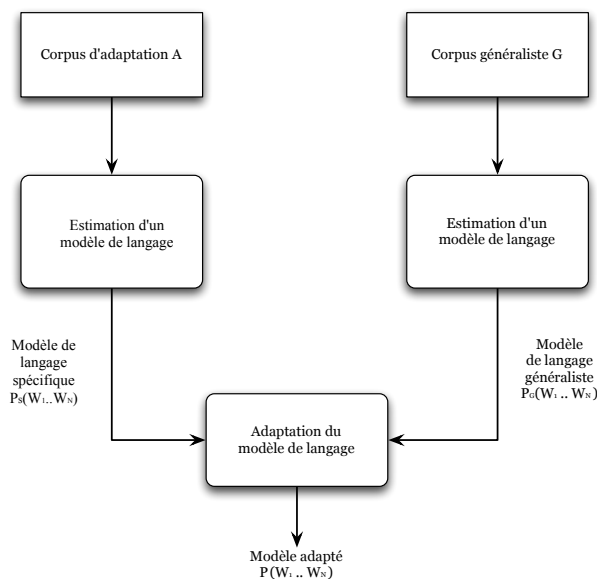 Corpus d'adaptation A
Corpus généraliste G
Estimation d'un
modèle de langage
Estimation d'un
modèle de langage
Modèle de
langage
spécifique
PS(W1..WN)
Modèle
de langage
généraliste
PG(W1 .. WN)
Adaptation du
modèle de langage
Modèle adapté
P(W1 .. WN)